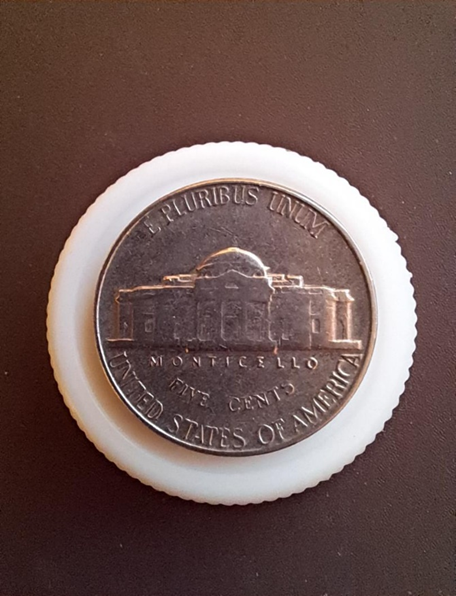 E PLURIBUS UNUM
MONTICELLO
FIVE CENTS
UNITED STATES OF AMERICA